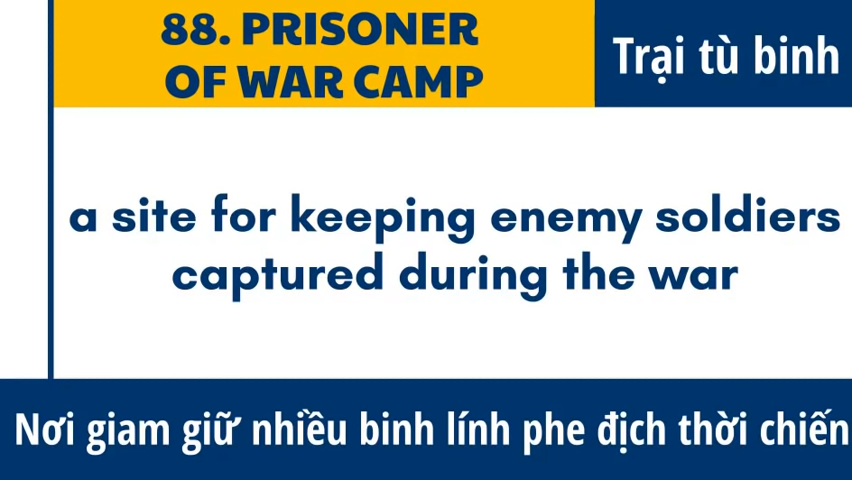 88. PRISONER
OF WAR CAMP
Trại tù binh
a site for keeping enemy soldiers
captured during the war
Nơi giam giữ nhiều binh lính phe địch thời chiến